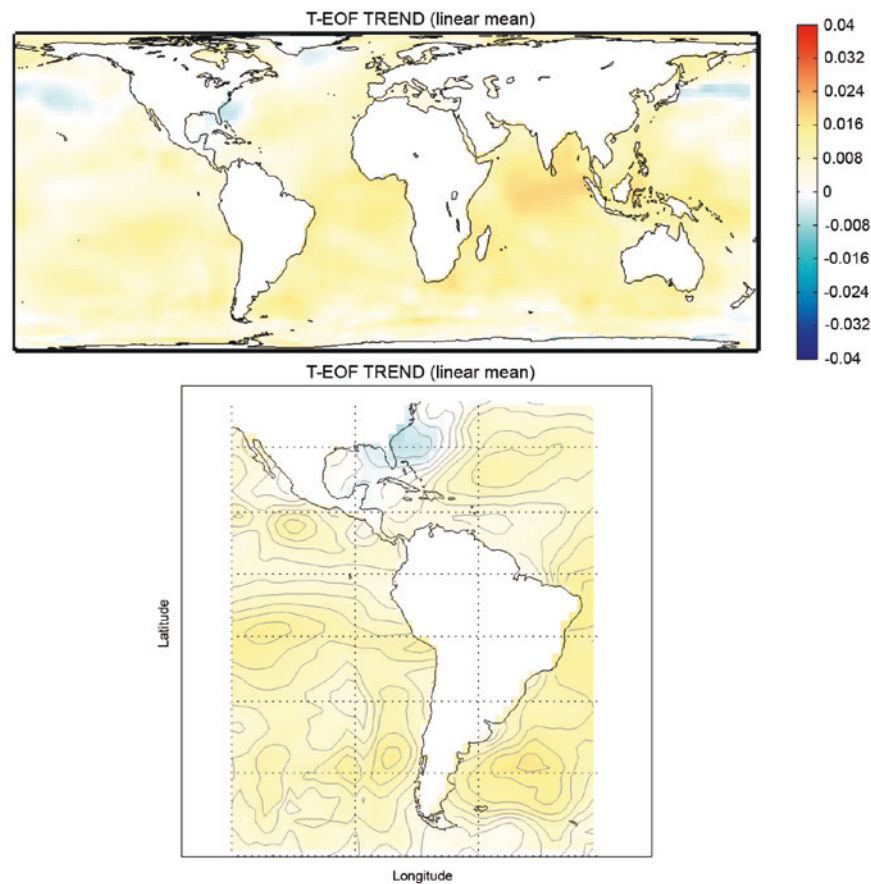 T-EOF TREND (linear mean)
0.04
0.032
0.024
0.016
0.008
0
-0.008
-0.016
-0.024
-0.032
-0.04
T-EOF TREND (linear mean)
Latitude
Longitude